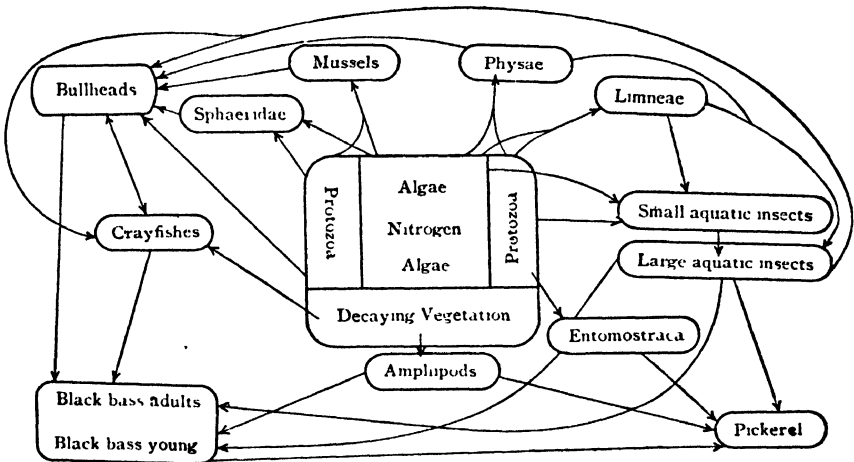 Mussels
Physae
Bullheads
Limneae
Sphaeridae
Protozoa
Algae
Nitrogen
Algae
Protozoa
Small aquatic insects
Crayfishes
Large aquatic insects
Decaying Vegetation
Entomostraca
Amphipods
Black bass adults
Black bass young
Pickerel